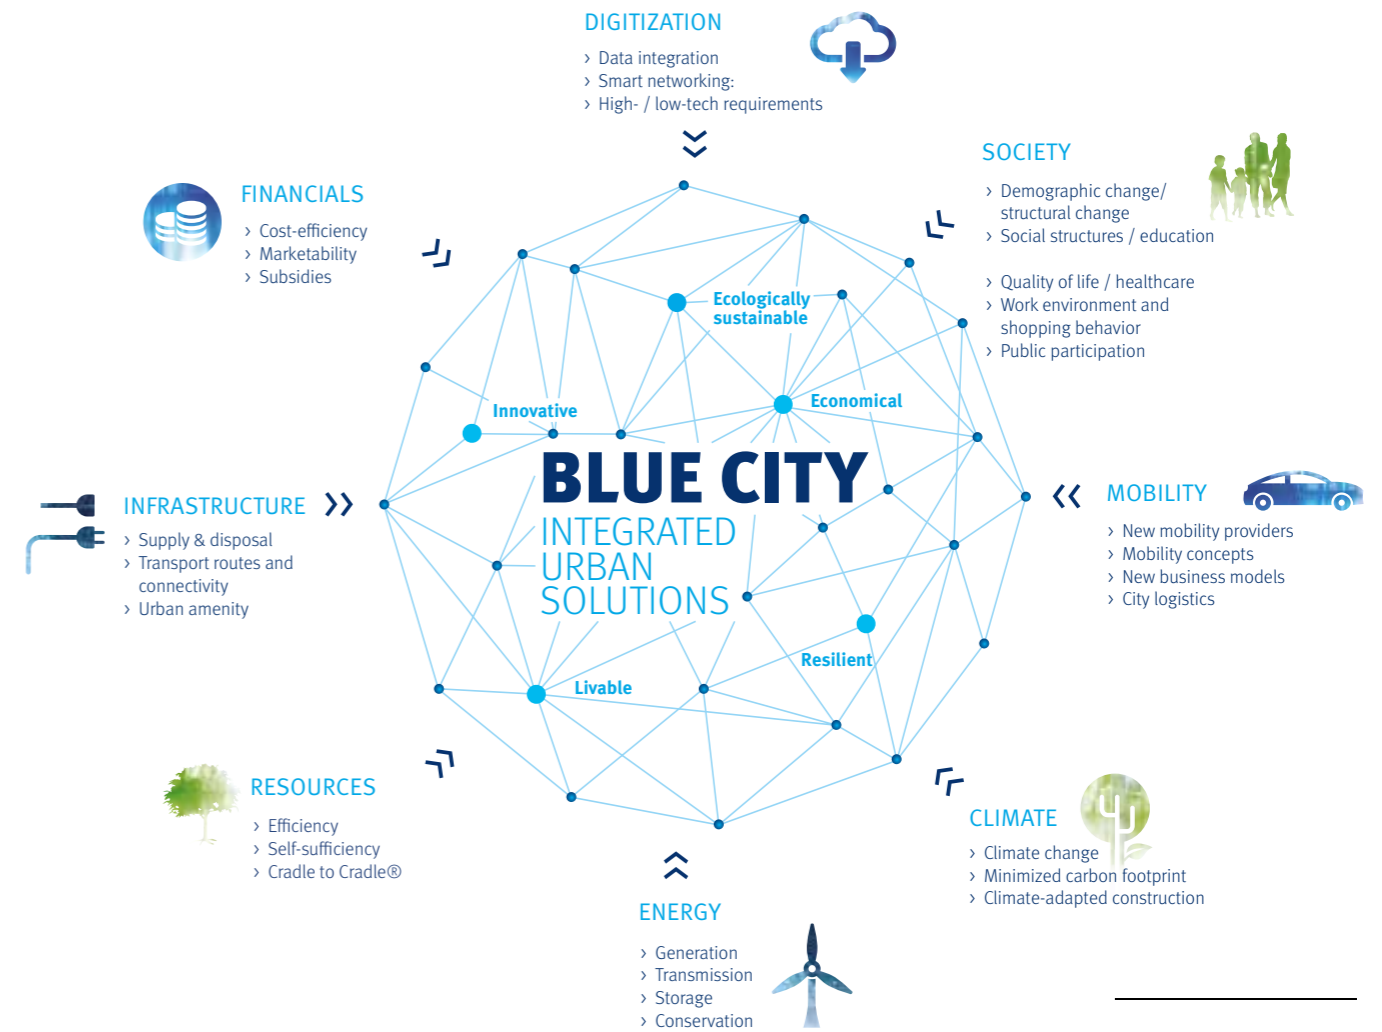 DIGITIZATION
› Data integration
› Smart networking:
› High- / low-tech requirements
SOCIETY
› Demographic change/
structural change
› Social structures / education
› Quality of life / healthcare
› Work environment and
shopping behavior
› Public participation
FINANCIALS
› Cost-efficiency
› Marketability
› Subsidies
Ecologically
sustainable
Economical
Innovative
BLUE CITY
INTEGRATED
URBAN
SOLUTIONS
INFRASTRUCTURE
› Supply & disposal
› Transport routes and
connectivity
› Urban amenity
MOBILITY
› New mobility providers
› Mobility concepts
› New business models
› City logistics
Resilient
Livable
RESOURCES
› Efficiency
› Self-sufficiency
› Cradle to Cradle®
CLIMATE
› Climate change
› Minimized carbon footprint
› Climate-adapted construction
ENERGY
› Generation
› Transmission
› Storage
› Conservation